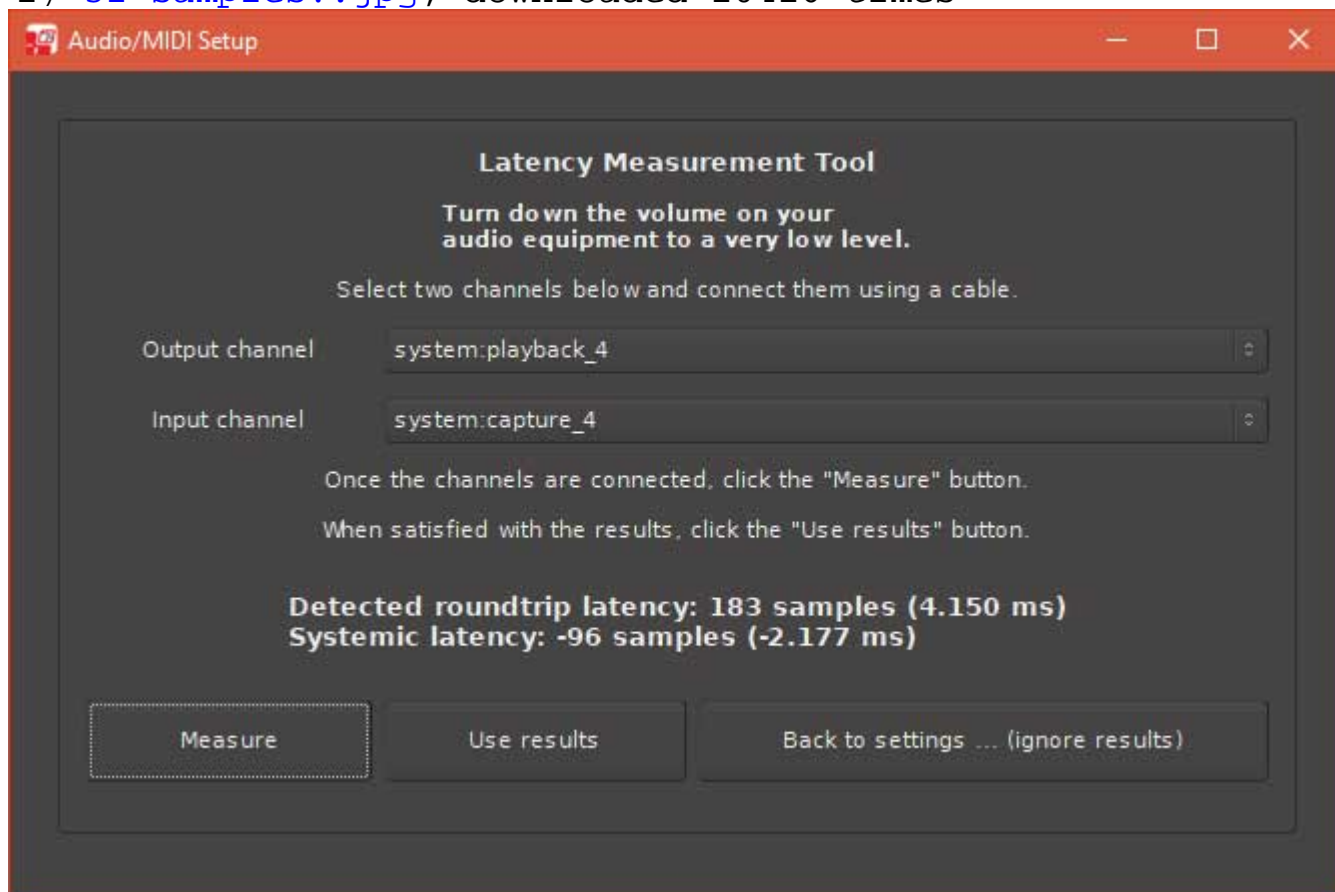 Audio/MIDI Setup
Latency Measurement Tool
Turn down the volume on your
audio equipment to a very low level.
Select two channels below and connect them using a cable.
Output channel system:playback_4
Input channel system:capture_4
Once the channels are connected, click the "Measure" button.
When satisfied with the results, click the "Use results" button.
Detected roundtrip latency: 183 samples (4.150 ms)
Systemic latency: -96 samples (-2.177 ms)
Measure Use results Back to settings ... (ignore results)